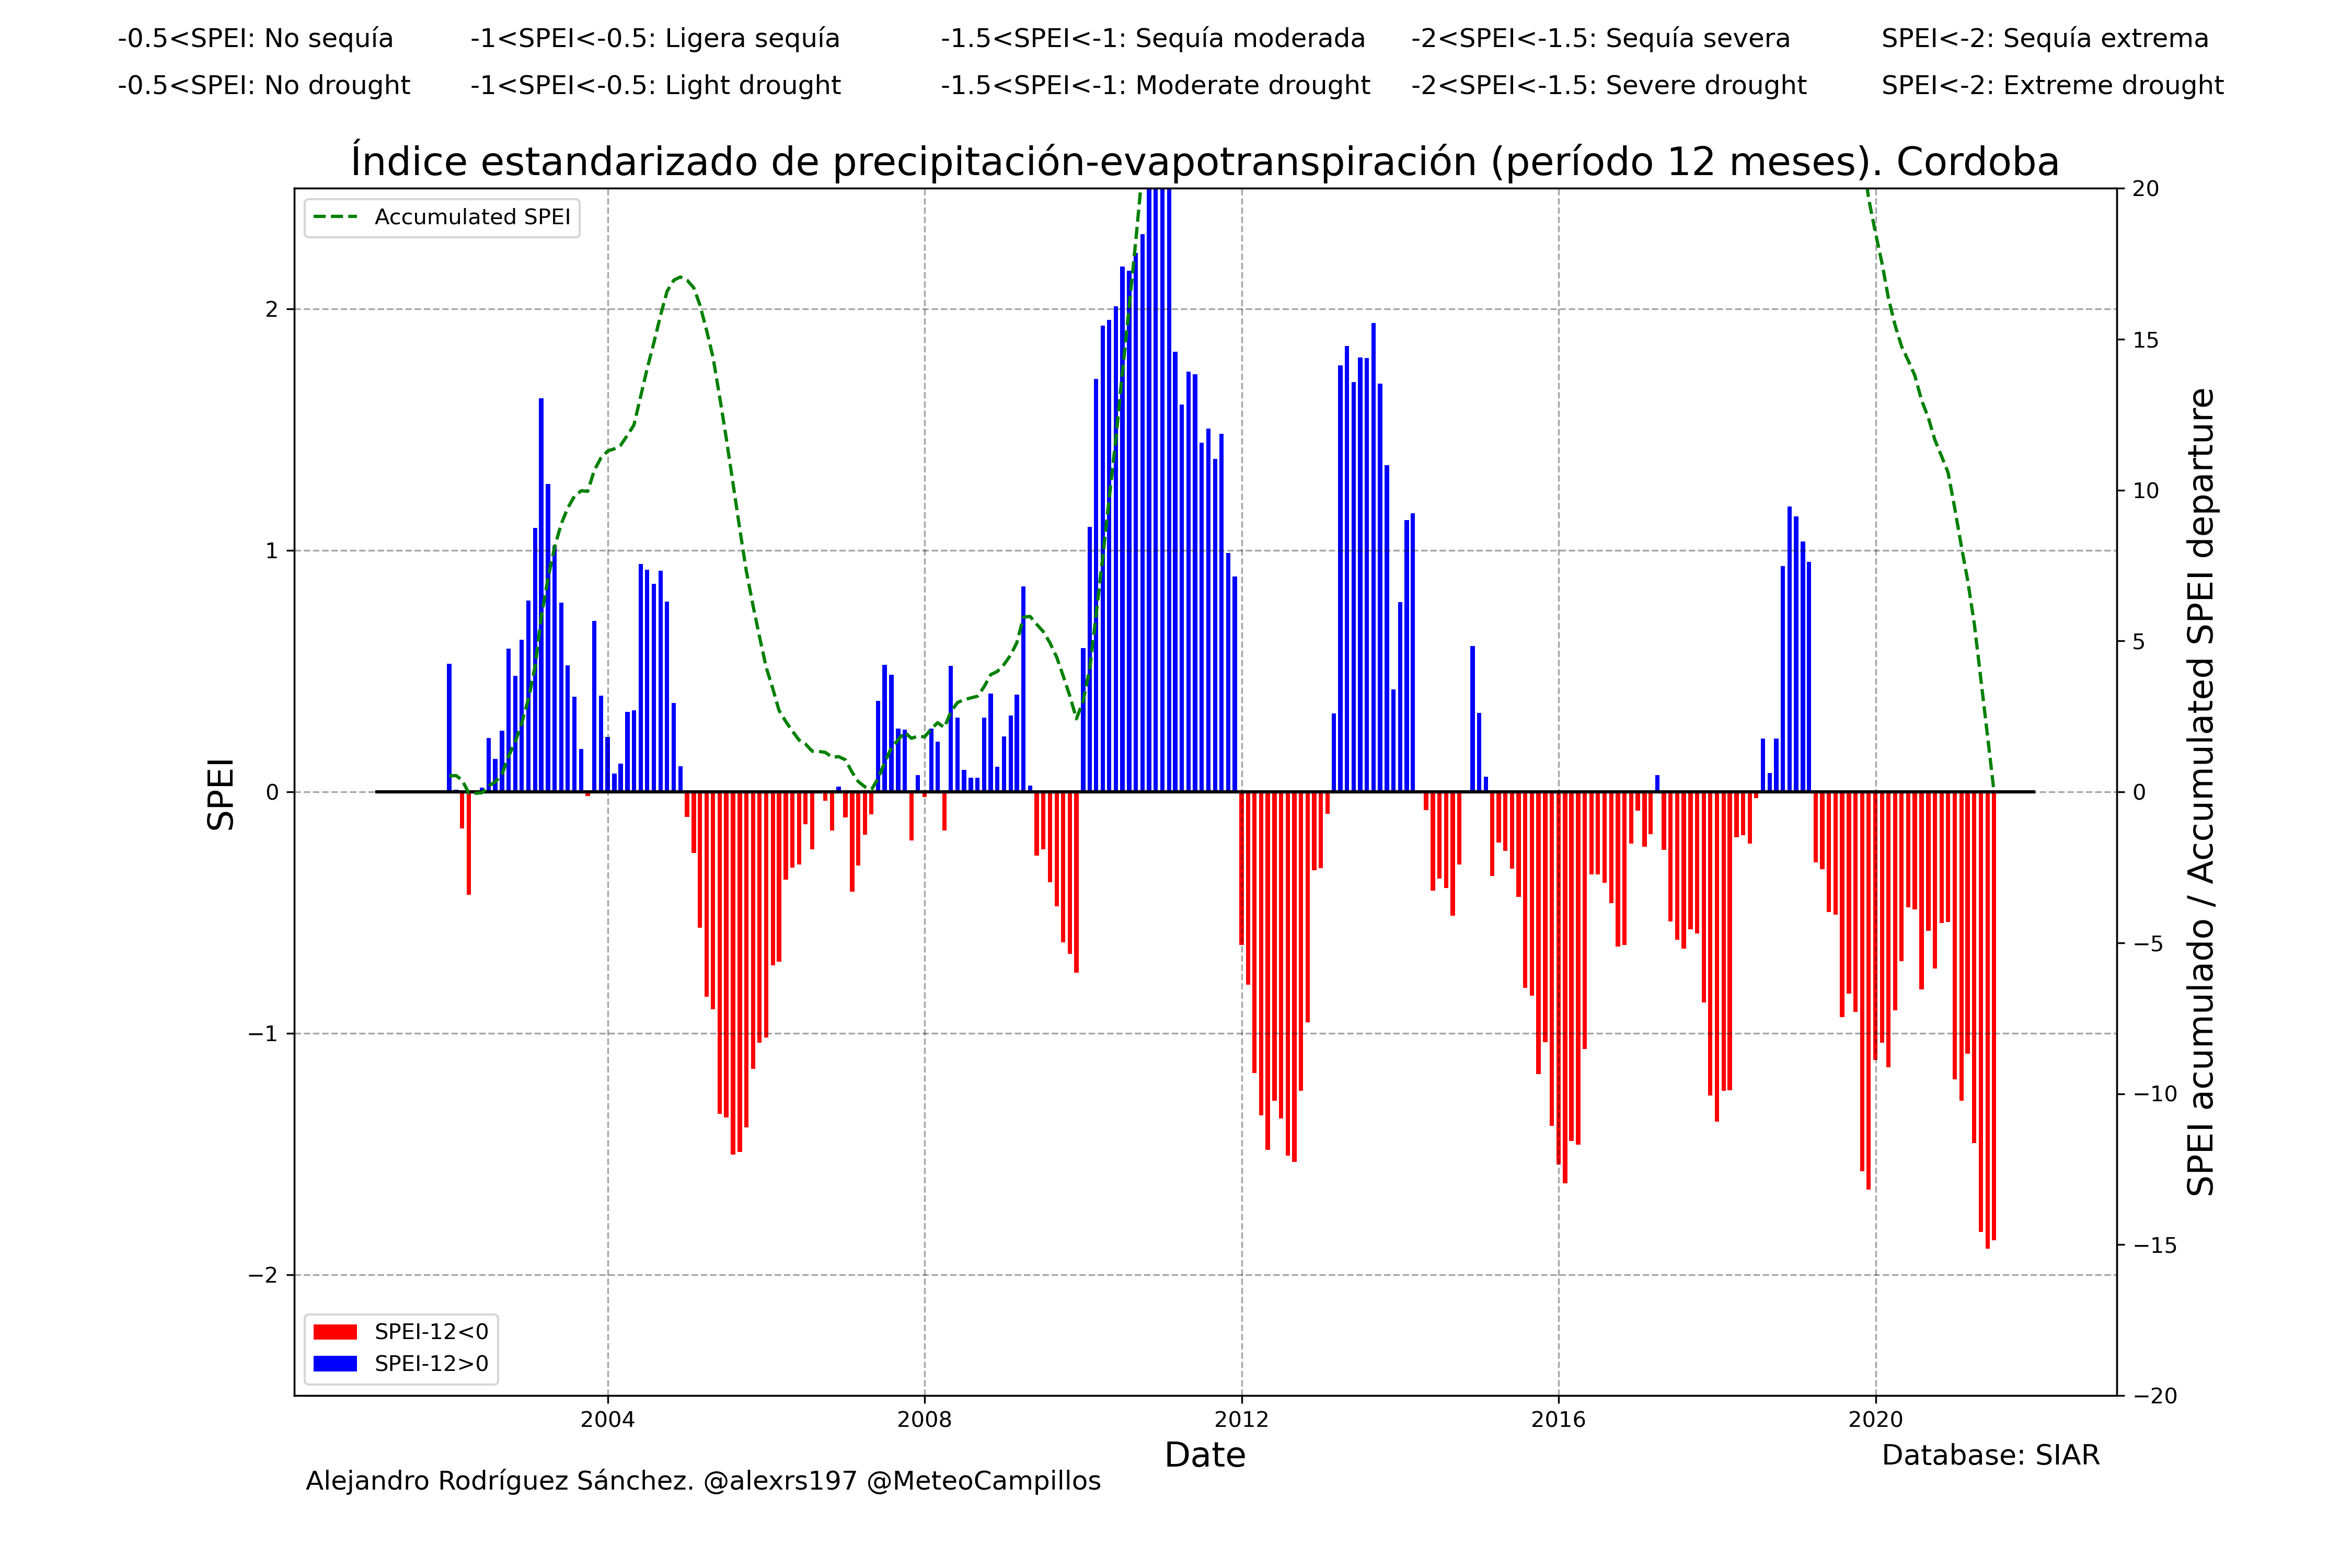 -0.5<SPEI: No sequía -1<SPEI<-0.5: Ligera sequía -1.5<SPEI<-1: Sequía moderada -2<SPEI<-1.5: Sequía severa SPEI<-2: Sequía extrema
-0.5<SPEI: No drought -1<SPEI<-0.5: Light drought -1.5<SPEI<-1: Moderate drought -2<SPEI<-1.5: Severe drought SPEI<-2: Extreme drought
Índice estandarizado de precipitación-evapotranspiración (período 12 meses). Cordoba
Accumulated SPEI
2
1
0
−1
−2
SPEI
20
15
10
5
0
−5
−10
−15
−20
SPEI acumulado / Accumulated SPEI departure
SPEI-12<0
SPEI-12>0
2004 2008 2012 2016 2020
Date
Database: SIAR
Alejandro Rodríguez Sánchez. @alexrs197 @MeteoCampillos